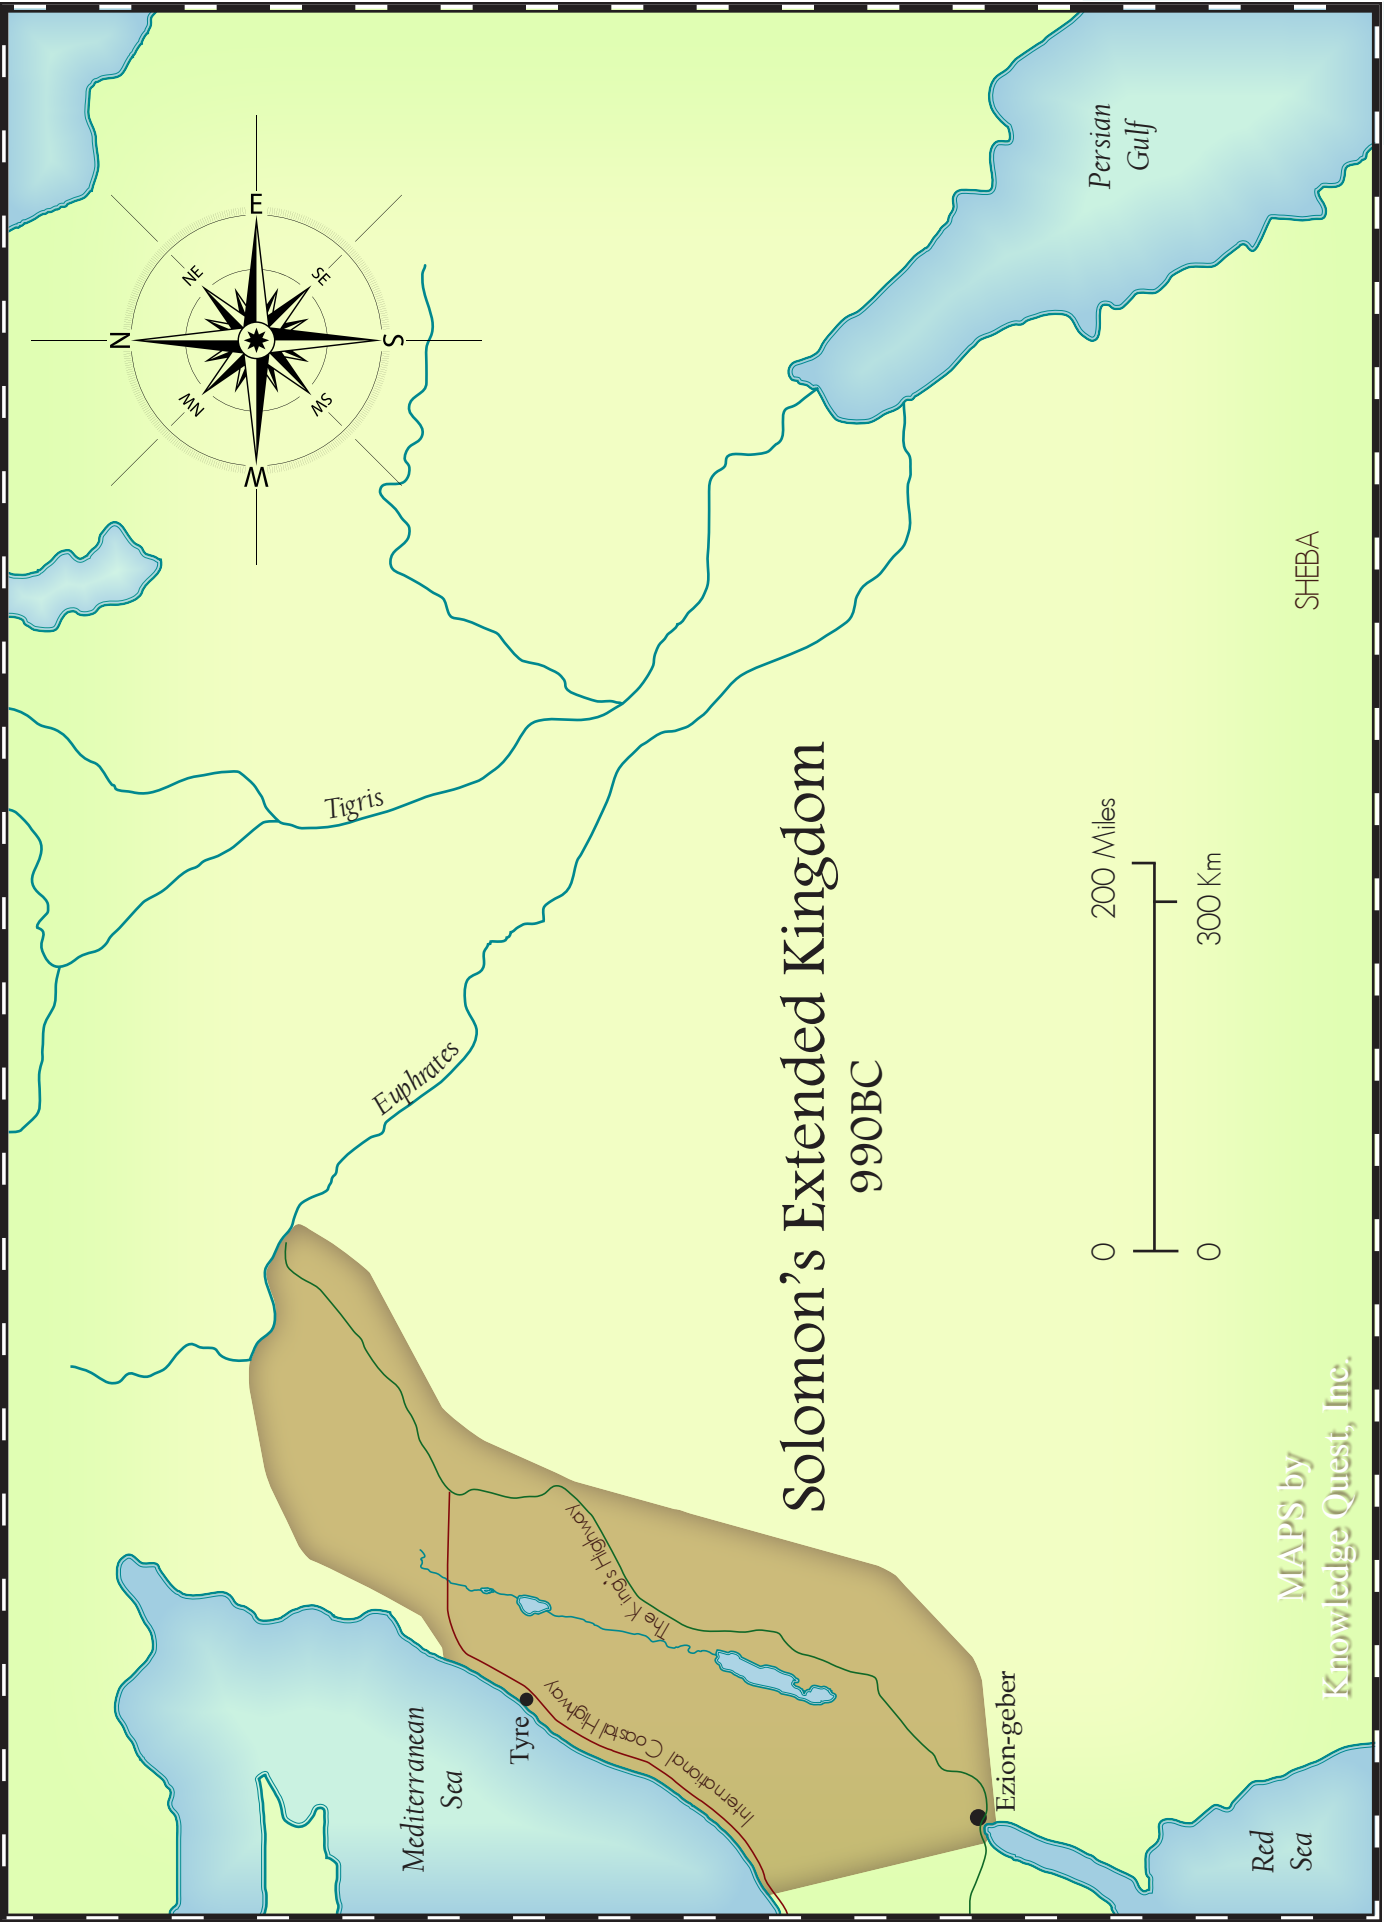 Solomon's Extended Kingdom
990BC
N
NE
E
SE
S
SW
W
NW
Mediterranean
Sea
Tyre
International Coastal Highway
The King's Highway
Euphrates
Tigris
Persian
Gulf
SHEBA
Ezion-geber
Red
Sea
0
200 Miles
0
300 Km
MAPS by
Knowledge Quest, Inc.